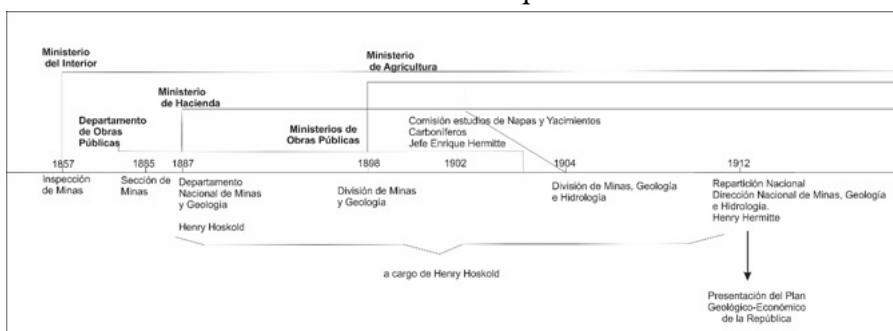 Ministerio
del Interior
Ministerio
de Agricultura
Ministerio
de Hacienda
Departamento
de Obras
Públicas
Ministerios de
Obras Públicas
Comisión estudios de Napas y Yacimientos
Carboníferos
Jefe Enrique Hermitte
1857
1885
1887
1898
1902
1904
1912
Inspección
de Minas
Sección de
Minas
Departamento
Nacional de Minas
y Geología
Henry Hoskold
División de Minas
y Geología
División de Minas, Geología
e Hidrología
Repartición Nacional
Dirección Nacional de Minas, Geología
e Hidrología.
Henry Hermitte
a cargo de Henry Hoskold
Presentación del Plan
Geológico-Económico
de la República